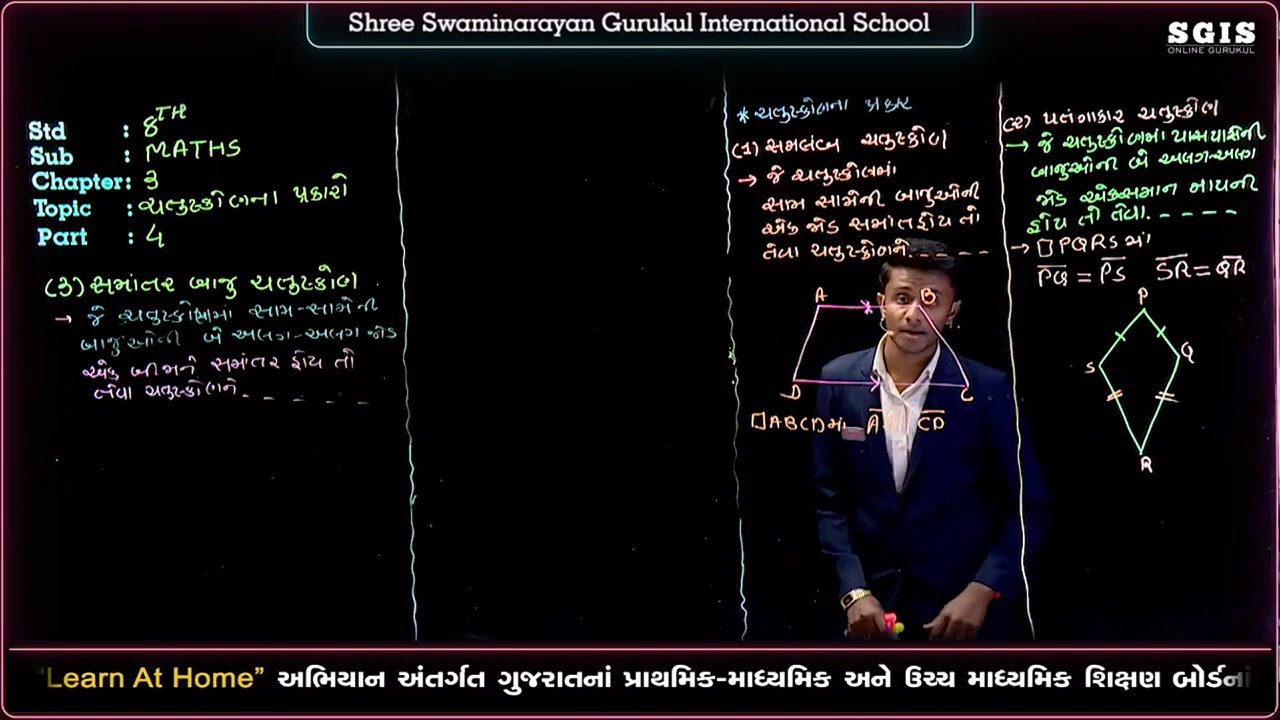 Shree Swaminarayan Gurukul International School
SGIS
ONLINE GURUKUL
Std : 8TH
Sub : MATHS
Chapter: 3
Topic : ચતુષ્કોણના પ્રકારો
Part : 4
(3) સમાંતર બાજુ ચતુષ્કોણ
→ જે ચતુષ્કોણમાં સામ-સામેની
બાજુઓની બે અલગ-અલગ જોડ
એક બીજાને સમાંતર હોય તો
તેવા ચતુષ્કોણને _ _ _ _ _ _
* ચતુષ્કોણના પ્રકાર
(1) સમલંબ ચતુષ્કોણ
→ જે ચતુષ્કોણમાં
સામ સામેની બાજુઓની
એક જોડ સમાંતર હોય તો
તેવા ચતુષ્કોણને _ _ _ _
A B
D C
□ABCDમાં A CD
(૨) પતંગાકાર ચતુષ્કોણ
→ જે ચતુષ્કોણમાં પાસપાસેની
બાજુઓની બે અલગ-અલગ
જોડ એકસમાન માપની
હોય તો તેવા _ _ _ _
→ □PQRSમાં
PQ = PS SR = QR
P
S Q
R
“Learn At Home” અભિયાન અંતર્ગત ગુજરાતનાં પ્રાથમિક-માધ્યમિક અને ઉચ્ચ માધ્યમિક શિક્ષણ બોર્ડનાં